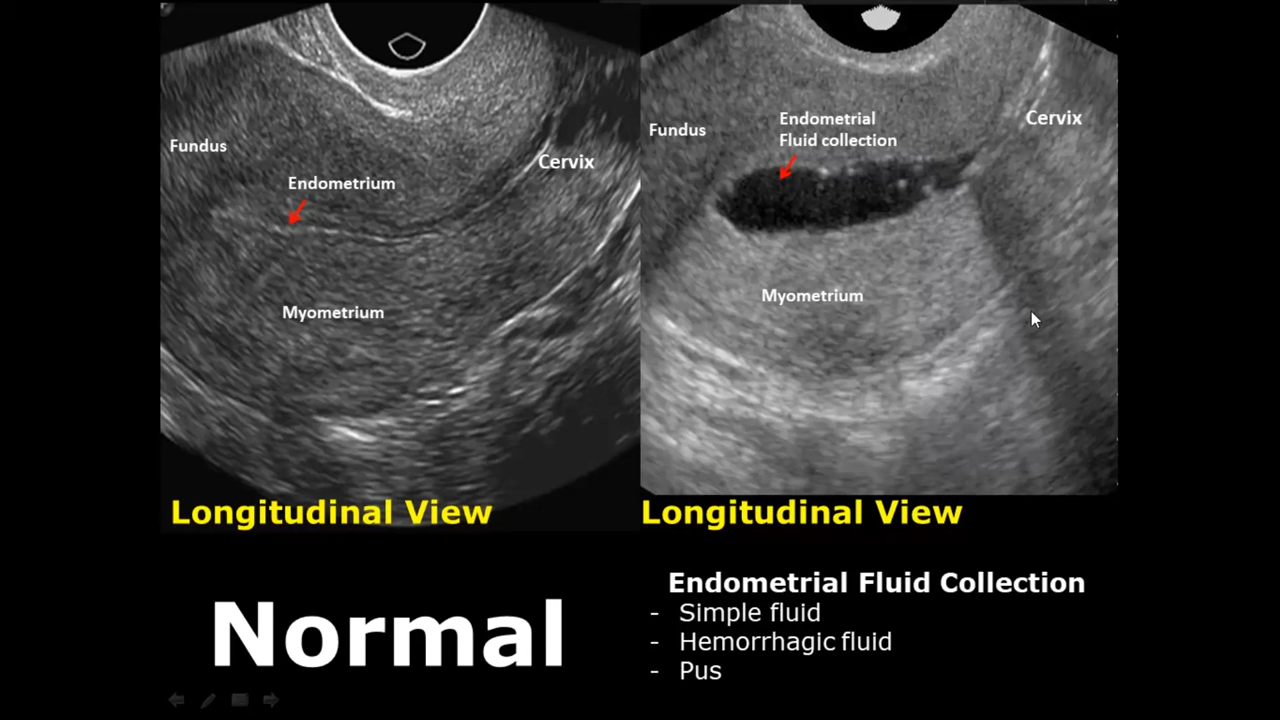 Fundus
Endometrium
Cervix
Myometrium
Longitudinal View
Normal
Endometrial
Fluid collection
Fundus
Cervix
Myometrium
Longitudinal View
Endometrial Fluid Collection
- Simple fluid
- Hemorrhagic fluid
- Pus